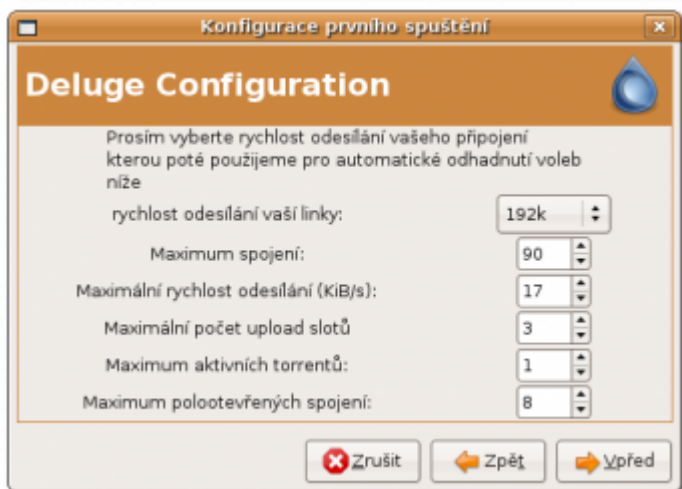 Konfigurace prvního spuštění
Deluge Configuration
Prosím vyberte rychlost odesílání vašeho připojení
kterou poté použijeme pro automatické odhadnutí voleb
níže
rychlost odesílání vaší linky: 192k
Maximum spojení: 90
Maximální rychlost odesílání (KiB/s): 17
Maximální počet upload slotů 3
Maximum aktivních torrentů: 1
Maximum polootevřených spojení: 8
Zrušit Zpět Vpřed